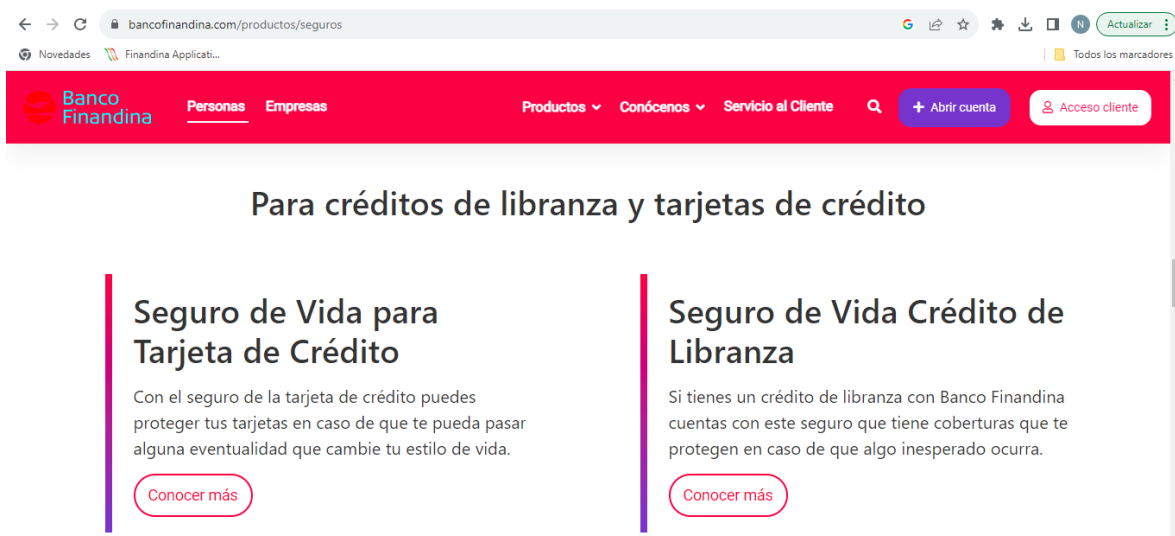 bancofinandina.com/productos/seguros
G
N
Actualizar
Novedades
Finandina Applicati...
Todos los marcadores
Banco
Finandina
Personas
Empresas
Productos
Conócenos
Servicio al Cliente
+ Abrir cuenta
Acceso cliente
Para créditos de libranza y tarjetas de crédito
Seguro de Vida para
Tarjeta de Crédito
Con el seguro de la tarjeta de crédito puedes
proteger tus tarjetas en caso de que te pueda pasar
alguna eventualidad que cambie tu estilo de vida.
Conocer más
Seguro de Vida Crédito de
Libranza
Si tienes un crédito de libranza con Banco Finandina
cuentas con este seguro que tiene coberturas que te
protegen en caso de que algo inesperado ocurra.
Conocer más